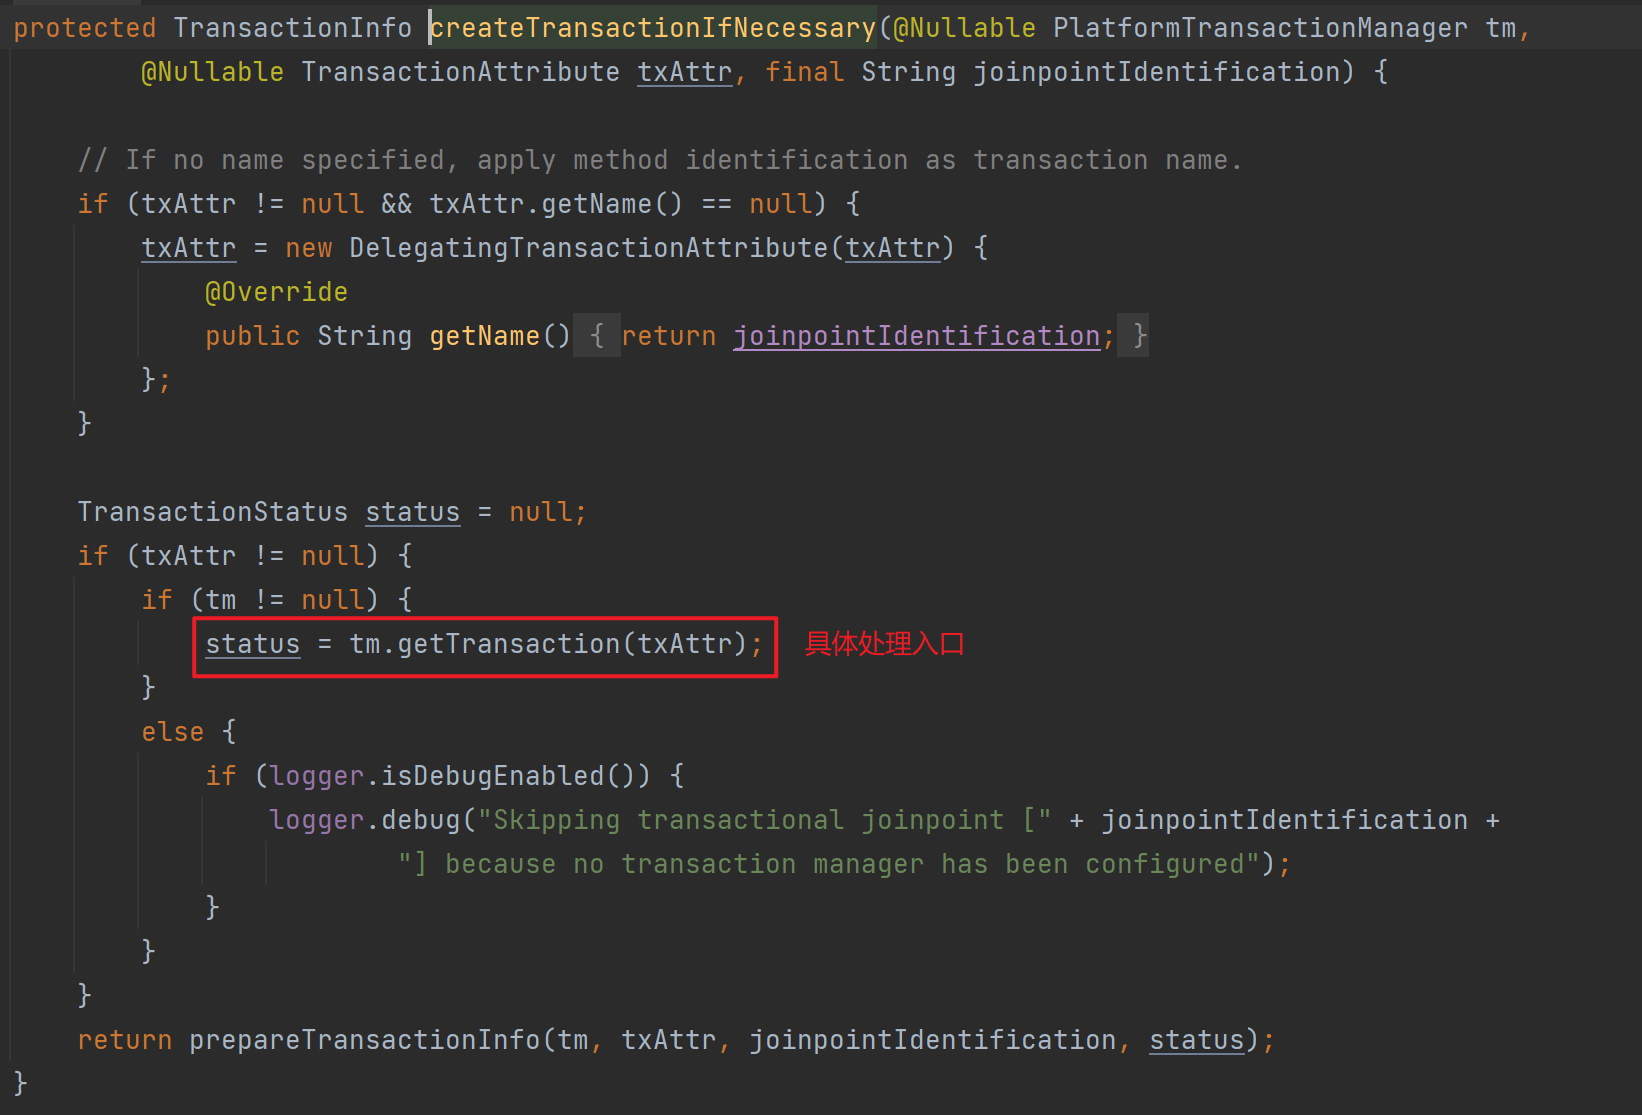 protected TransactionInfo createTransactionIfNecessary(@Nullable PlatformTransactionManager tm,
        @Nullable TransactionAttribute txAttr, final String joinpointIdentification) {

    // If no name specified, apply method identification as transaction name.
    if (txAttr != null && txAttr.getName() == null) {
        txAttr = new DelegatingTransactionAttribute(txAttr) {
            @Override
            public String getName() { return joinpointIdentification; }
        };
    }

    TransactionStatus status = null;
    if (txAttr != null) {
        if (tm != null) {
            status = tm.getTransaction(txAttr); 具体处理入口
        }
        else {
            if (logger.isDebugEnabled()) {
                logger.debug("Skipping transactional joinpoint [" + joinpointIdentification +
                        "] because no transaction manager has been configured");
            }
        }
    }
    return prepareTransactionInfo(tm, txAttr, joinpointIdentification, status);
}